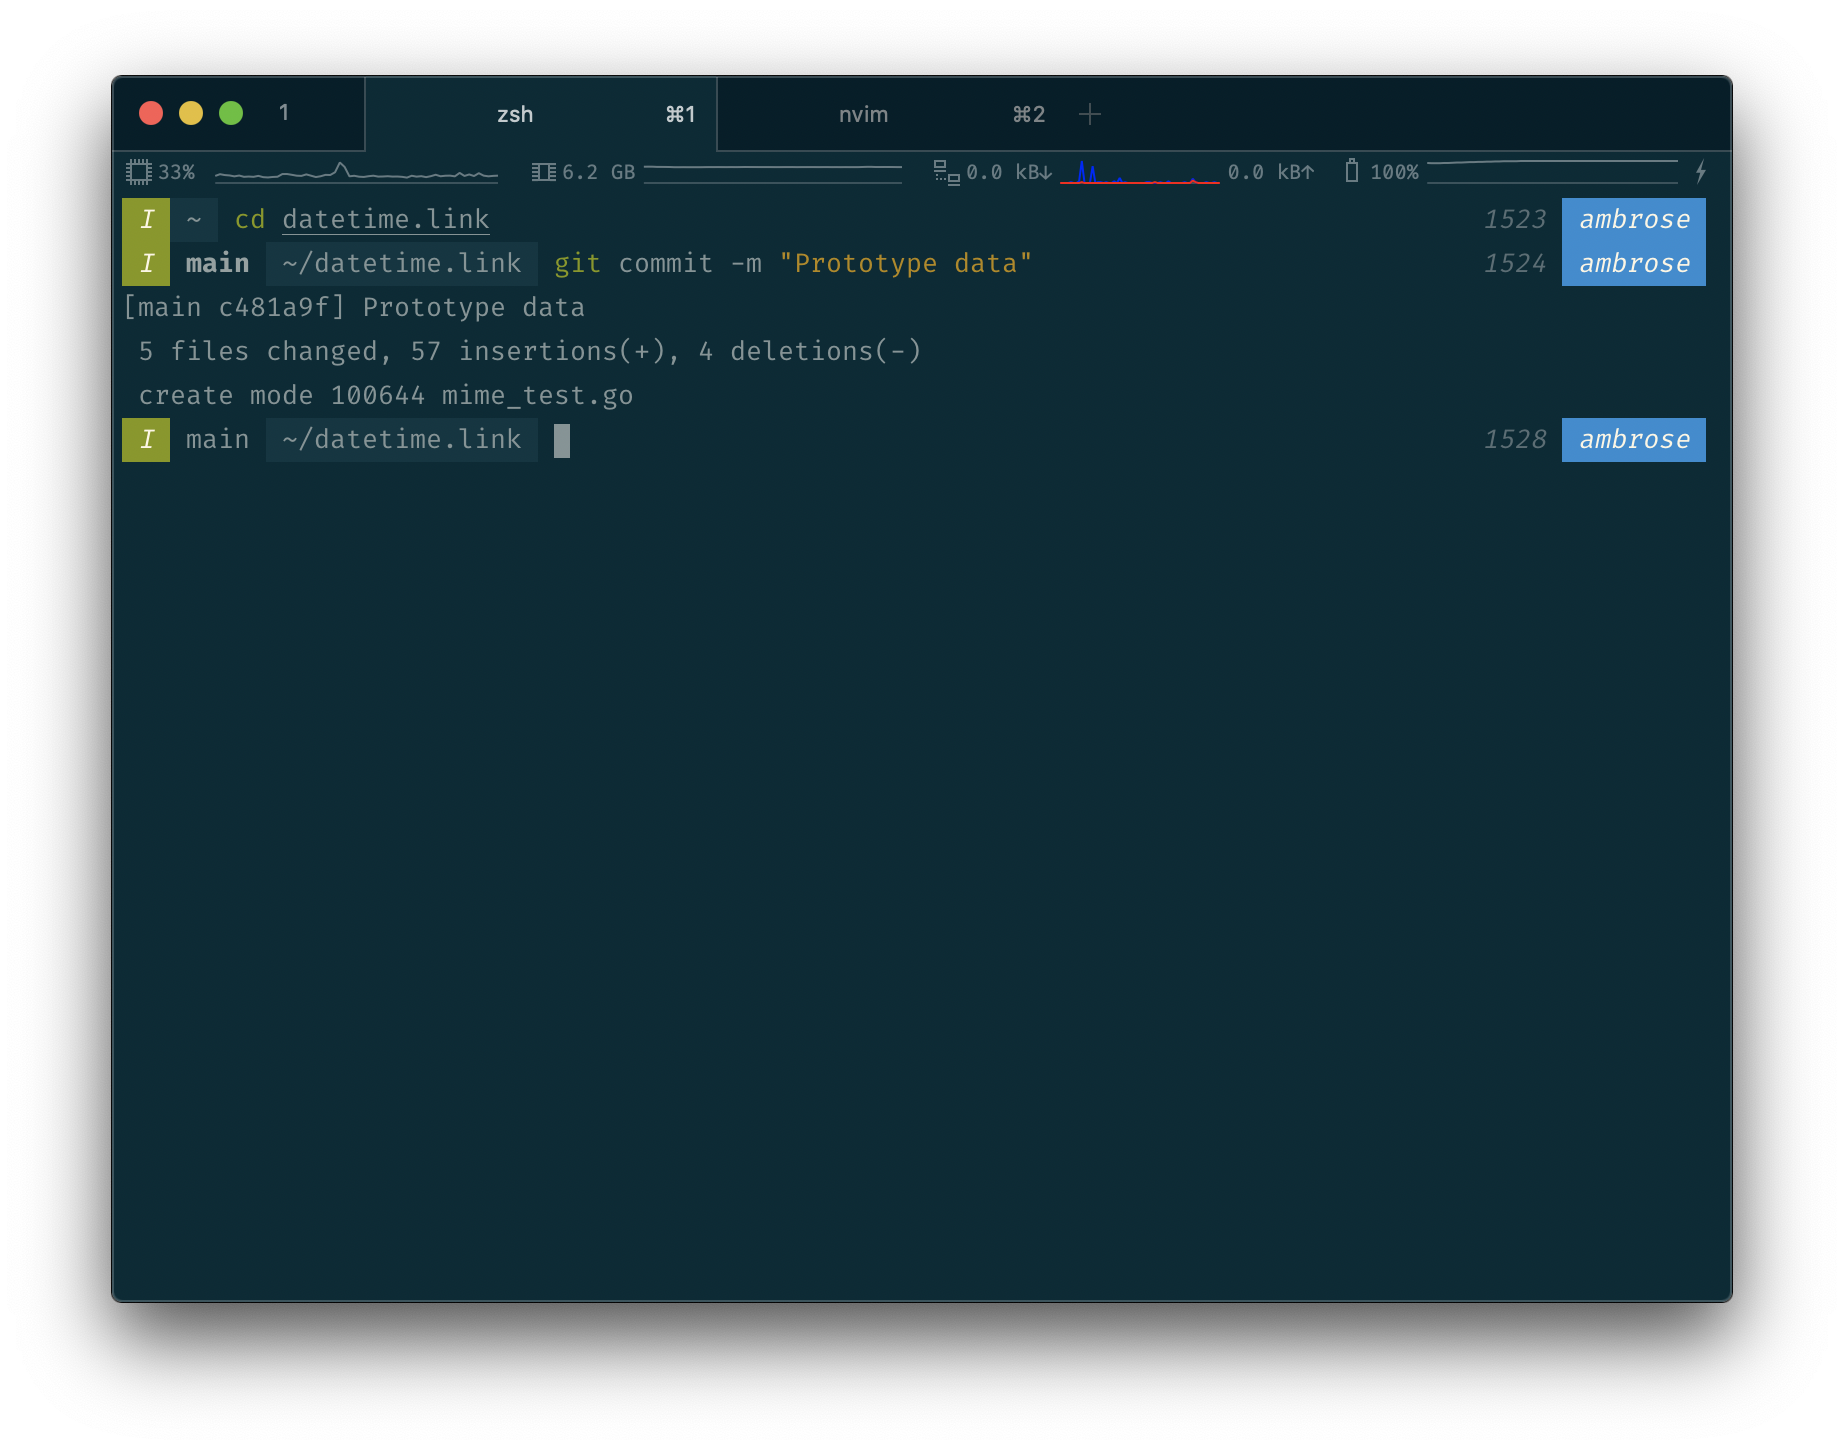 1 zsh ⌘1 nvim ⌘2 +
33% 6.2 GB 0.0 kB↓ 0.0 kB↑ 100%
I ~ cd datetime.link 1523 ambrose
I main ~/datetime.link git commit -m "Prototype data" 1524 ambrose
[main c481a9f] Prototype data
5 files changed, 57 insertions(+), 4 deletions(-)
create mode 100644 mime_test.go
I main ~/datetime.link 1528 ambrose